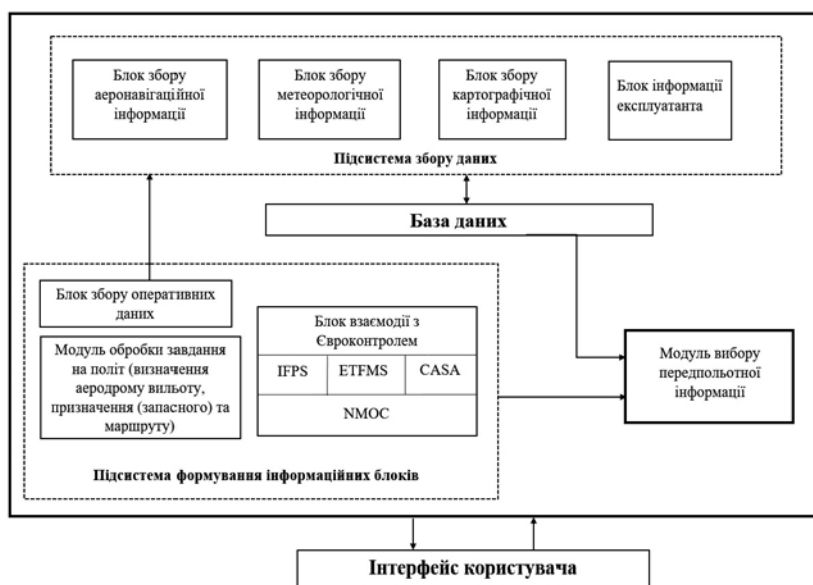 Блок збору
аеронавігаційної
інформації
Блок збору
метеорологічної
інформації
Блок збору
картографічної
інформації
Блок інформації
експлуатанта
Підсистема збору даних
База даних
Блок збору оперативних
даних
Модуль обробки завдання
на політ (визначення
аеродрому вильоту,
призначення (запасного) та
маршруту)
Блок взаємодії з
Євроконтролем
IFPS
ETFMS
CASA
NMOC
Підсистема формування інформаційних блоків
Модуль вибору
передпольотної
інформації
Інтерфейс користувача